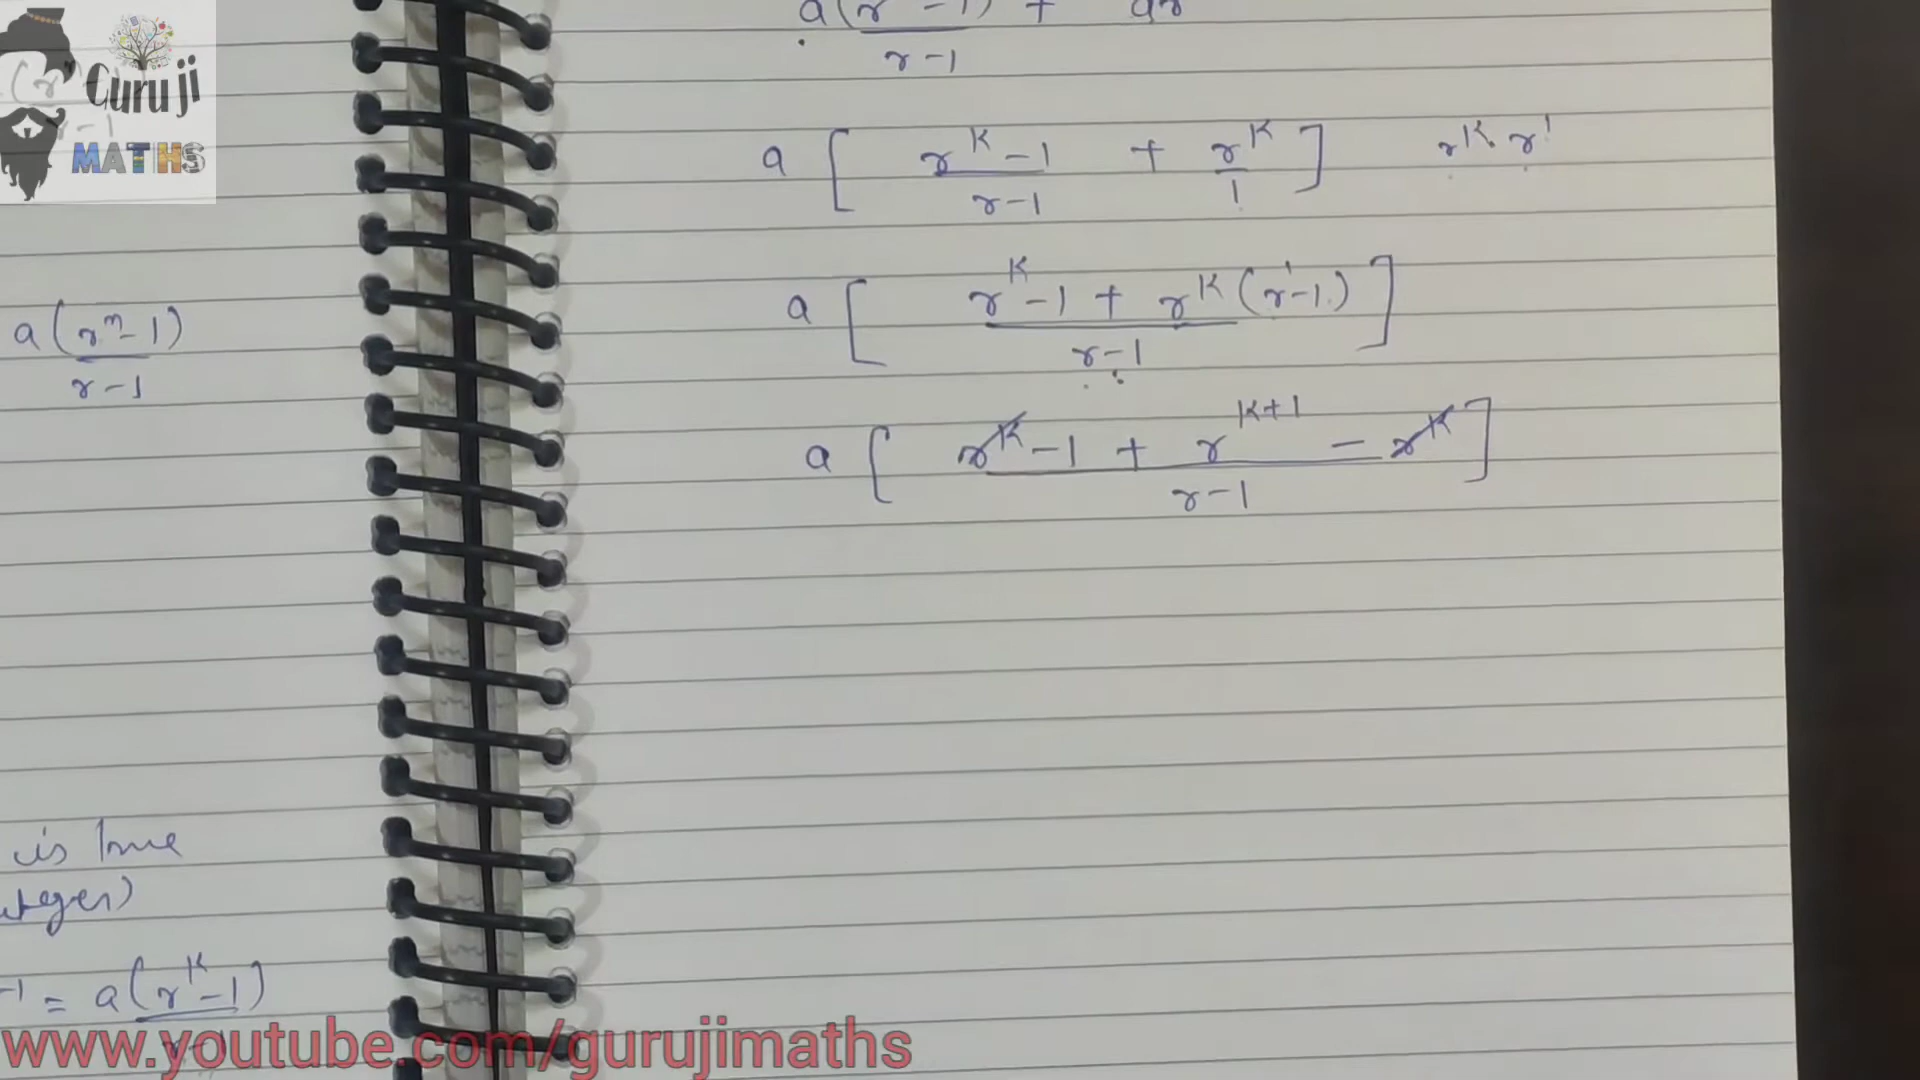 Guru ji
MATHS
a(rⁿ-1)
r-1
is true
= a(r^K-1)
r-1
a [ r^K-1 + r^K ] r^K. r^1
r-1 1
a [ r^K-1 + r^K(r^1-1) ]
r-1
a [ r^K-1 + r^(K+1) - r^K ]
r-1
www.youtube.com/gurujimaths